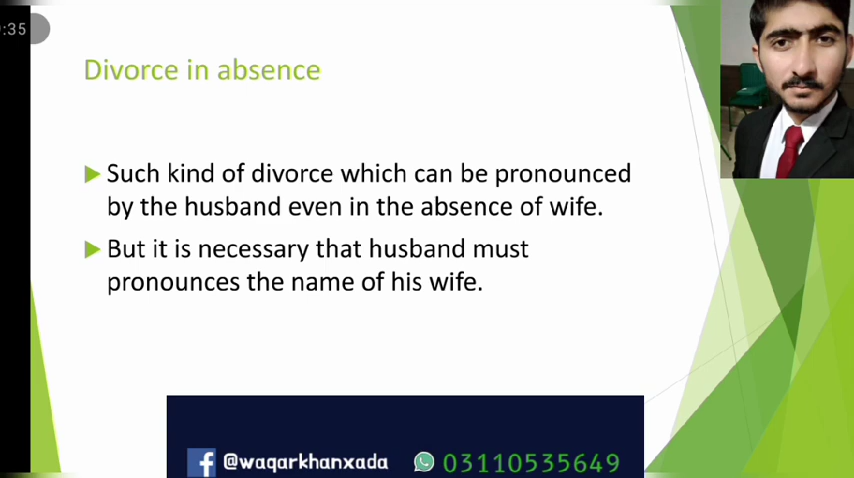 :35
Divorce in absence
Such kind of divorce which can be pronounced
by the husband even in the absence of wife.
But it is necessary that husband must
pronounces the name of his wife.
@waqarkhanxada 03110535649